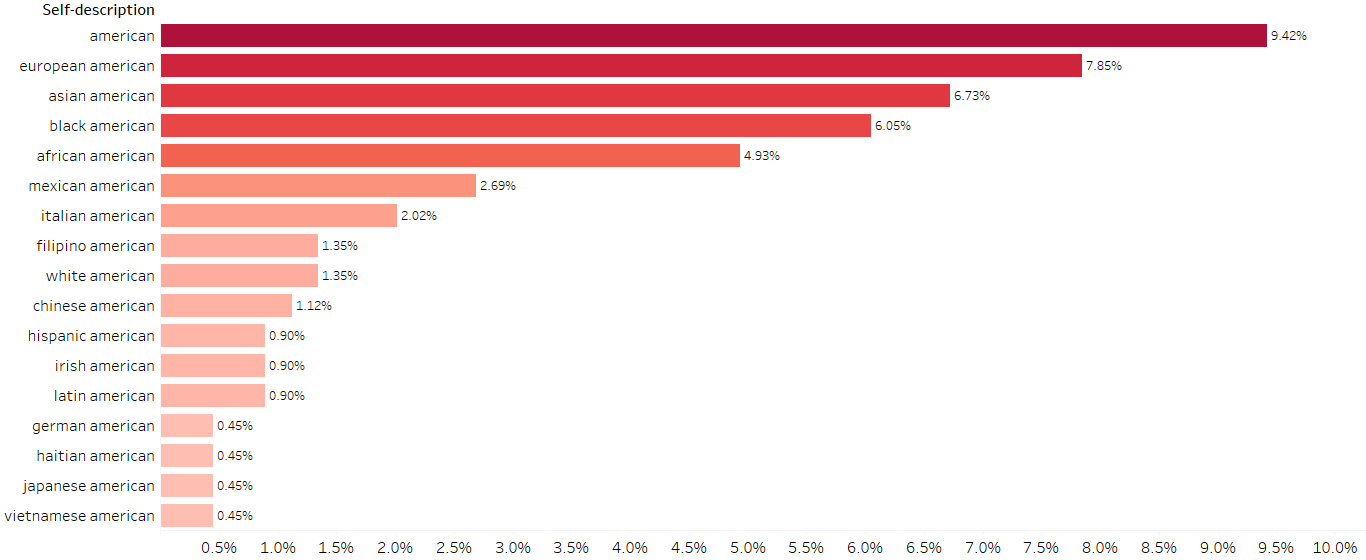 Self-description
american 9.42%
european american 7.85%
asian american 6.73%
black american 6.05%
african american 4.93%
mexican american 2.69%
italian american 2.02%
filipino american 1.35%
white american 1.35%
chinese american 1.12%
hispanic american 0.90%
irish american 0.90%
latin american 0.90%
german american 0.45%
haitian american 0.45%
japanese american 0.45%
vietnamese american 0.45%
0.5% 1.0% 1.5% 2.0% 2.5% 3.0% 3.5% 4.0% 4.5% 5.0% 5.5% 6.0% 6.5% 7.0% 7.5% 8.0% 8.5% 9.0% 9.5% 10.0%